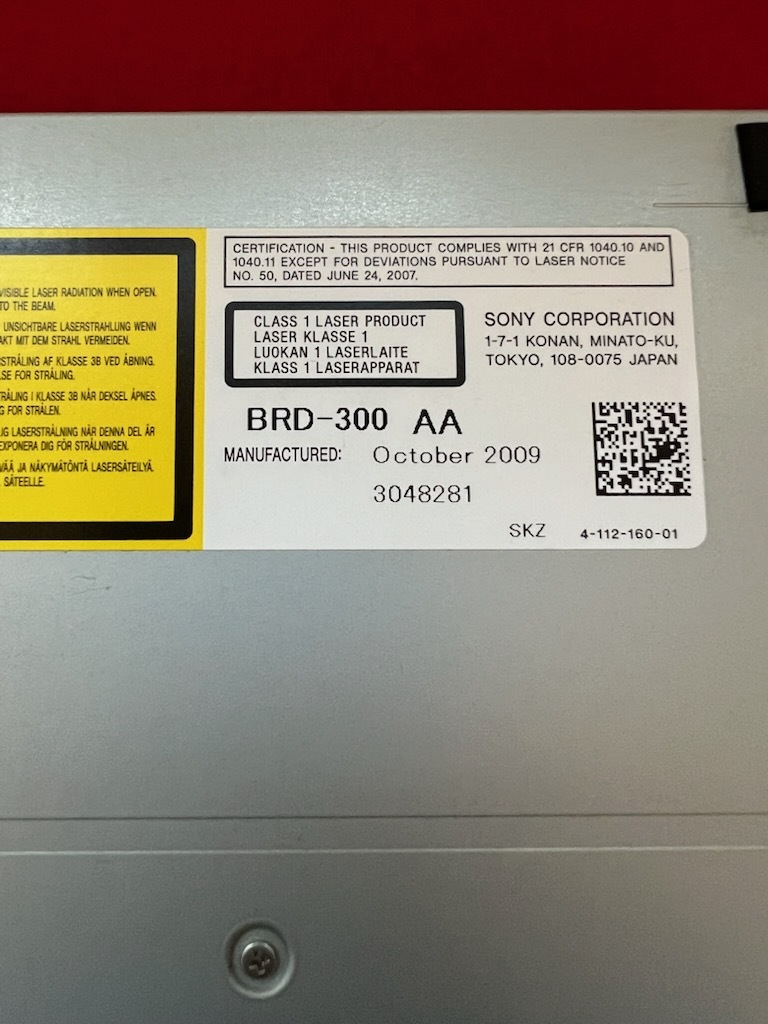 VISIBLE LASER RADIATION WHEN OPEN.
TO THE BEAM.
UNSICHTBARE LASERSTRAHLUNG WENN
MIT DEM STRAHL VERMEIDEN.
AF KLASSE 3B VED ÅBNING.
FOR STRÅLING.
I KLASSE 3B NÅR DEKSEL ÅPNES.
FOR STRÅLEN.
LASERSTRÅLNING NÄR DENNA DEL ÄR
EXPONERA DIG FÖR STRÅLNINGEN.
JA NÄKYMÄTÖNTÄ LASERSÄTEILYÄ.
SÄTEELLE.
CERTIFICATION - THIS PRODUCT COMPLIES WITH 21 CFR 1040.10 AND
1040.11 EXCEPT FOR DEVIATIONS PURSUANT TO LASER NOTICE
NO. 50, DATED JUNE 24, 2007.
CLASS 1 LASER PRODUCT
LASER KLASSE 1
LUOKAN 1 LASERLAITE
KLASS 1 LASERAPPARAT
SONY CORPORATION
1-7-1 KONAN, MINATO-KU,
TOKYO, 108-0075 JAPAN
BRD-300 AA
MANUFACTURED: October 2009
3048281
SKZ 4-112-160-01